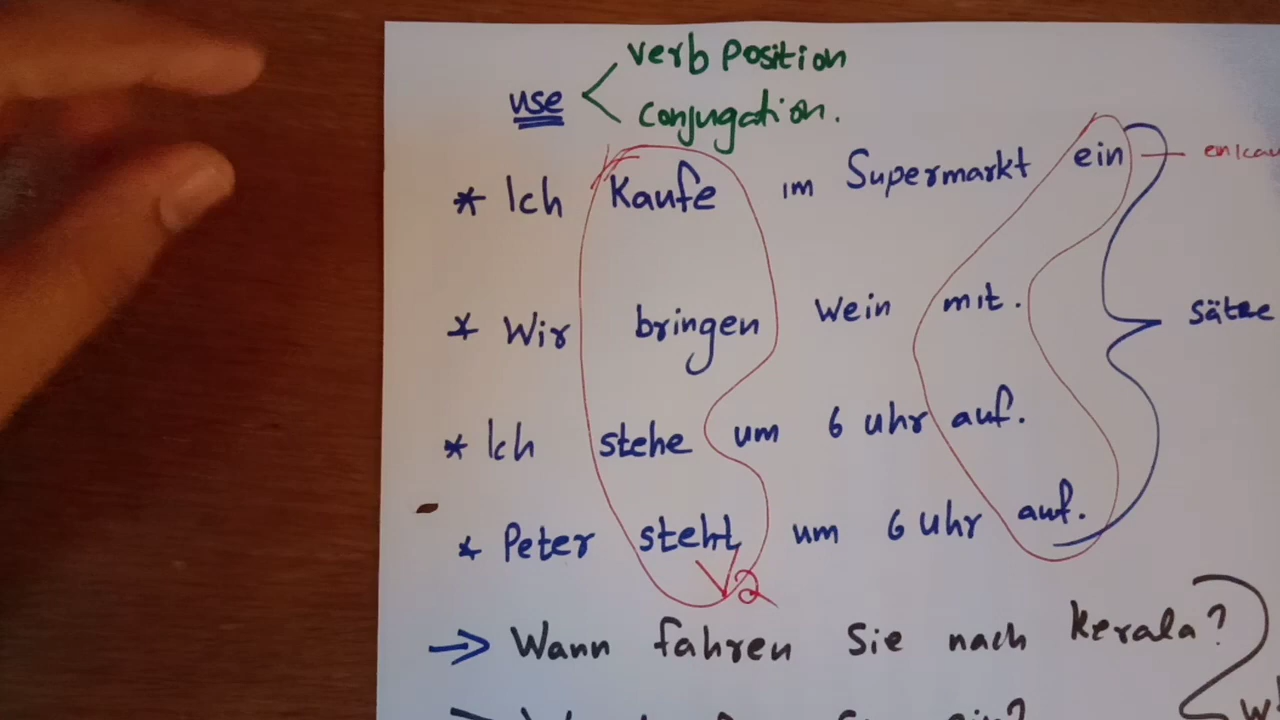 verb position
use
conjugation.
* Ich kaufe im Supermarkt ein
* Wir bringen Wein mit.
Sätze
* Ich stehe um 6 uhr auf.
* Peter steht um 6 uhr auf.
V2
→ Wann fahren Sie nach Kerala?